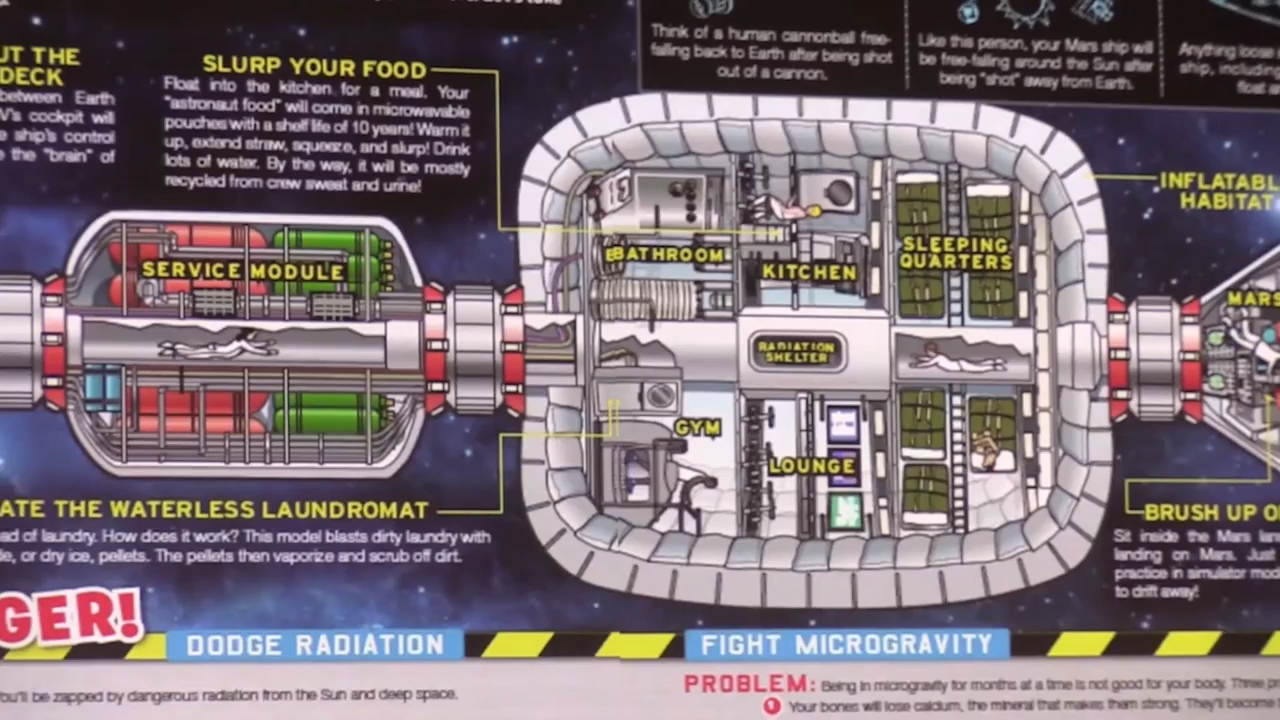 Think of a human cannonball free-
falling back to Earth after being shot
out of a cannon.
Like this person, your Mars ship will
be free-falling around the Sun after
being "shot" away from Earth.
Anything loose
ship, including
float a
UT THE
DECK
between Earth
V's cockpit will
e ship's control
the "brain" of
SLURP YOUR FOOD
Float into the kitchen for a meal. Your
"astronaut food" will come in microwavable
pouches with a shelf life of 10 years! Warm it
up, extend straw, squeeze, and slurp! Drink
lots of water. By the way, it will be mostly
recycled from crew sweat and urine!
INFLATABL
HABITAT
SERVICE MODULE
BATHROOM
KITCHEN
SLEEPING
QUARTERS
MARS
RADIATION
SHELTER
GYM
LOUNGE
ATE THE WATERLESS LAUNDROMAT
ad of laundry. How does it work? This model blasts dirty laundry with
de, or dry ice, pellets. The pellets then vaporize and scrub off dirt.
BRUSH UP O
Sit inside the Mars lan
landing on Mars. Just
practice in simulator mod
to drift away!
GER!
DODGE RADIATION
FIGHT MICROGRAVITY
You'll be zapped by dangerous radiation from the Sun and deep space.
PROBLEM: Being in microgravity for months at a time is not good for your body. Three pr
1 Your bones will lose calcium, the mineral that makes them strong. They'll become